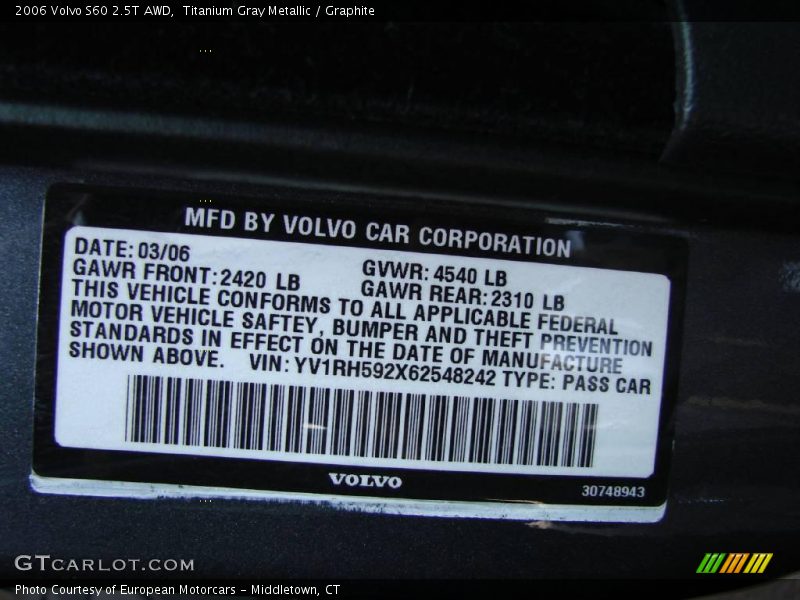 2006 Volvo S60 2.5T AWD, Titanium Gray Metallic / Graphite
MFD BY VOLVO CAR CORPORATION
DATE: 03/06 GVWR: 4540 LB
GAWR FRONT: 2420 LB GAWR REAR: 2310 LB
THIS VEHICLE CONFORMS TO ALL APPLICABLE FEDERAL
MOTOR VEHICLE SAFTEY, BUMPER AND THEFT PREVENTION
STANDARDS IN EFFECT ON THE DATE OF MANUFACTURE
SHOWN ABOVE. VIN: YV1RH592X62548242 TYPE: PASS CAR
VOLVO
30748943
GTCARLOT.COM
Photo Courtesy of European Motorcars - Middletown, CT